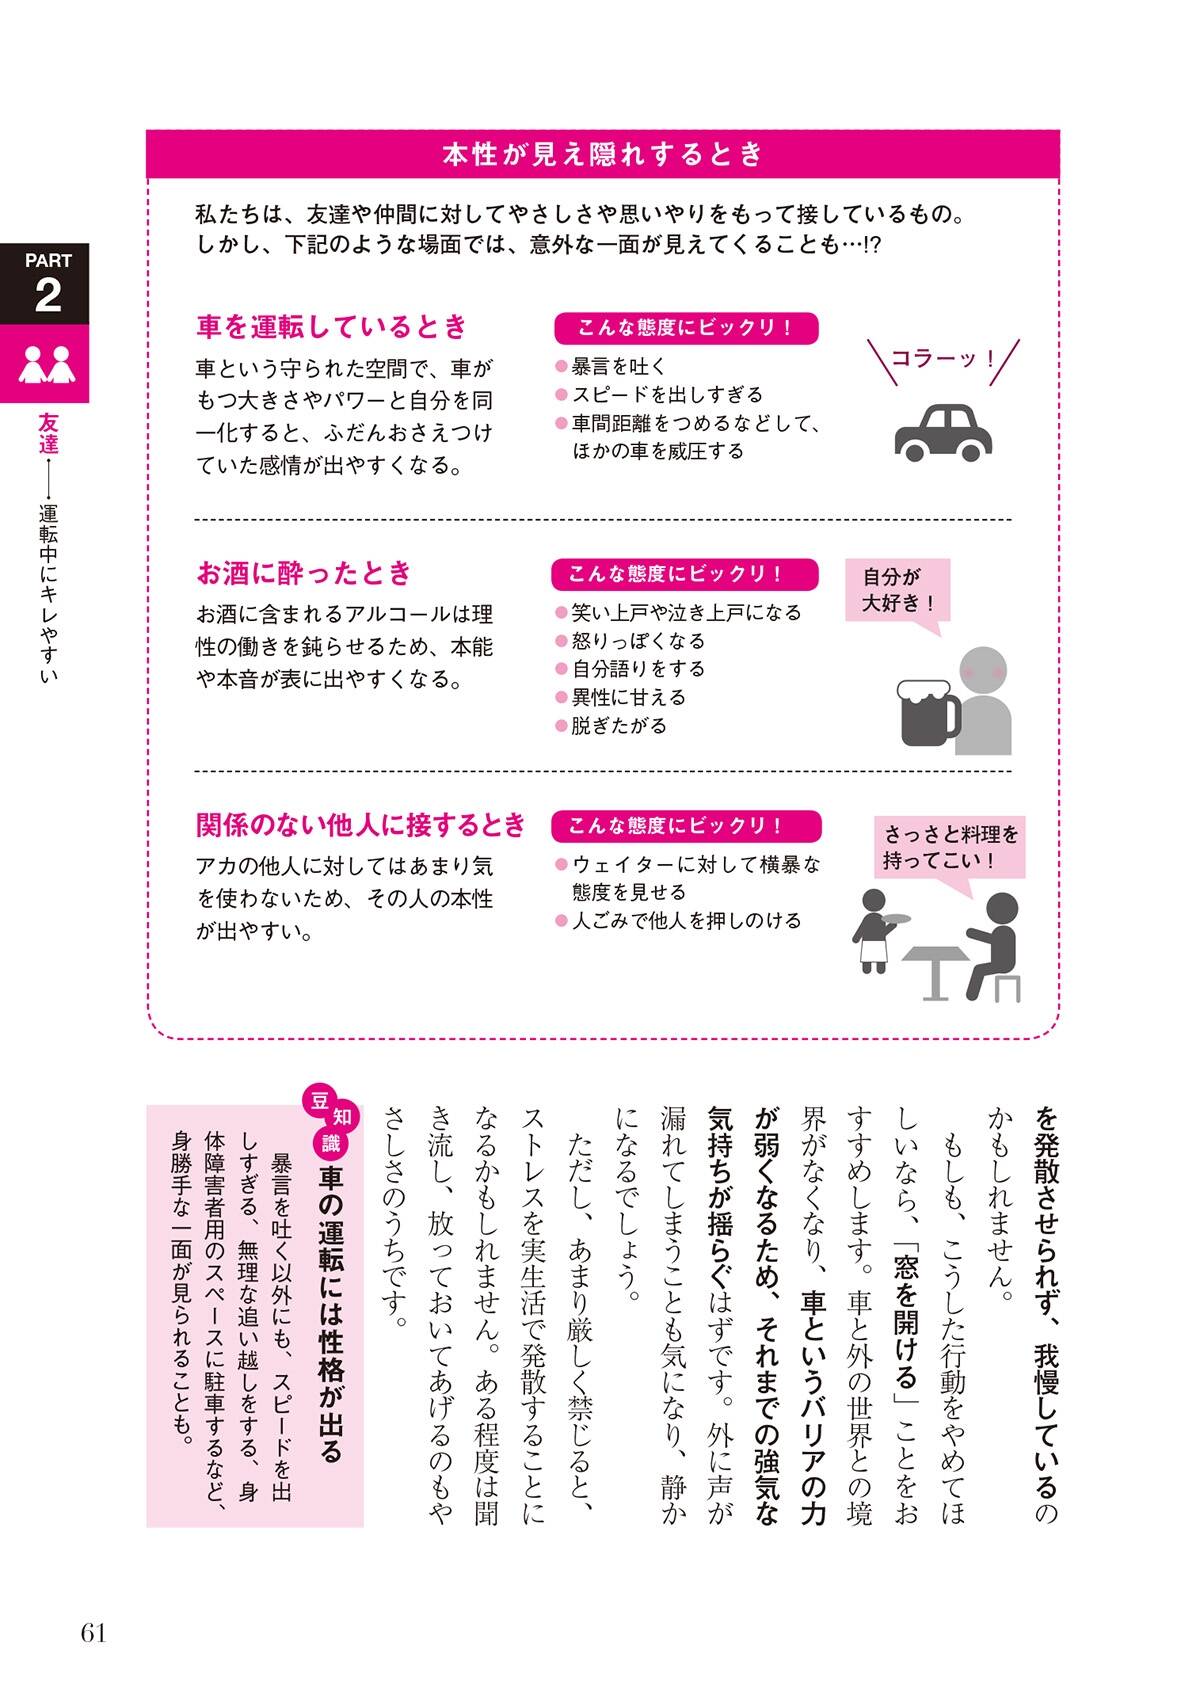 本性が見え隠れするとき
私たちは、友達や仲間に対してやさしさや思いやりをもって接しているもの。
しかし、下記のような場面では、意外な一面が見えてくることも…!?
PART
2
友達――運転中にキレやすい
車を運転しているとき
車という守られた空間で、車が
もつ大きさやパワーと自分を同
一化すると、ふだんおさえつけ
ていた感情が出やすくなる。
こんな態度にビックリ！
●暴言を吐く
●スピードを出しすぎる
●車間距離をつめるなどして、
ほかの車を威圧する
コラーッ！
お酒に酔ったとき
お酒に含まれるアルコールは理
性の働きを鈍らせるため、本能
や本音が表に出やすくなる。
こんな態度にビックリ！
●笑い上戸や泣き上戸になる
●怒りっぽくなる
●自分語りをする
●異性に甘える
●脱ぎたがる
自分が
大好き！
関係のない他人に接するとき
アカの他人に対してはあまり気
を使わないため、その人の本性
が出やすい。
こんな態度にビックリ！
●ウェイターに対して横暴な
態度を見せる
●人ごみで他人を押しのける
さっさと料理を
持ってこい！
を発散させられず、我慢しているの
かもしれません。
もしも、こうした行動をやめてほ
しいなら、「窓を開ける」ことをお
すすめします。車と外の世界との境
界がなくなり、車というバリアの力
が弱くなるため、それまでの強気な
気持ちが揺らぐはずです。外に声が
漏れてしまうことも気になり、静か
になるでしょう。
ただし、あまり厳しく禁じると、
ストレスを実生活で発散することに
なるかもしれません。ある程度は聞
き流し、放っておいてあげるのもや
さしさのうちです。
豆知識
車の運転には性格が出る
暴言を吐く以外にも、スピードを出
しすぎる、無理な追い越しをする、身
体障害者用のスペースに駐車するなど、
身勝手な一面が見られることも。
61